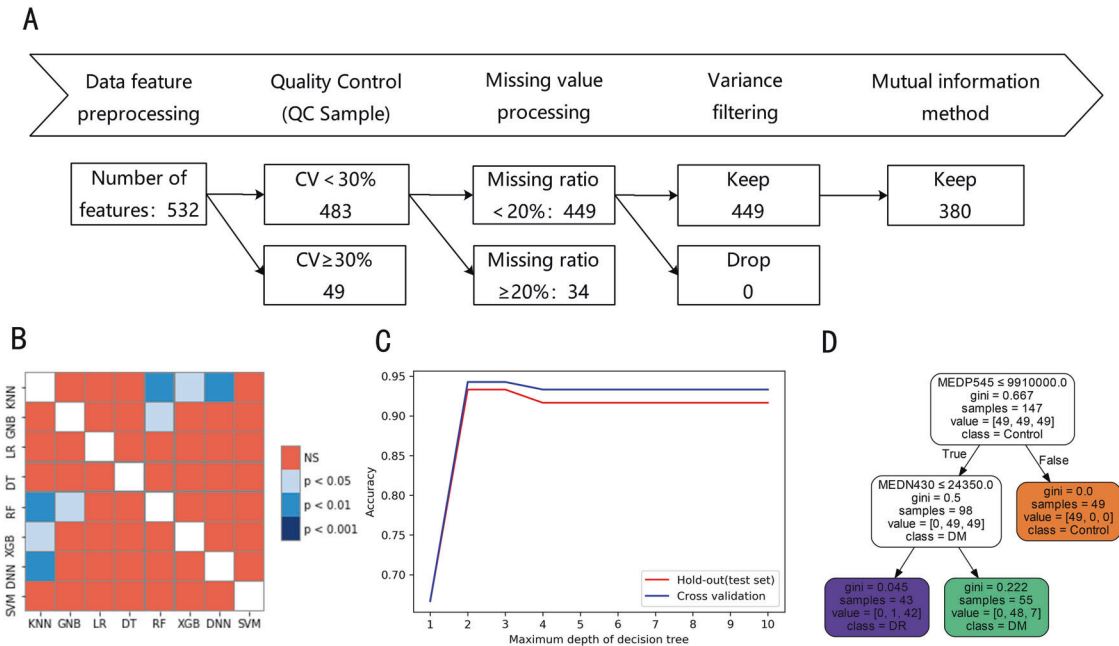 A
Data feature
preprocessing
Quality Control
(QC Sample)
Missing value
processing
Variance
filtering
Mutual information
method
Number of
features: 532
CV < 30%
483
Missing ratio
<20%: 449
Keep
449
Keep
380
CV≥30%
49
Missing ratio
≥20%: 34
Drop
0
B
KNN
GNB
LR
DT
RF
XGB
DNN
SVM
KNN GNB LR DT RF XGB DNN SVM
NS
p < 0.05
p < 0.01
p < 0.001
C
Accuracy
0.95
0.90
0.85
0.80
0.75
0.70
1 2 3 4 5 6 7 8 9 10
Maximum depth of decision tree
Hold-out(test set)
Cross validation
D
MEDP545 ≤ 9910000.0
gini = 0.667
samples = 147
value = [49, 49, 49]
class = Control
True
False
MEDN430 ≤ 24350.0
gini = 0.5
samples = 98
value = [0, 49, 49]
class = DM
gini = 0.0
samples = 49
value = [49, 0, 0]
class = Control
gini = 0.045
samples = 43
value = [0, 1, 42]
class = DR
gini = 0.222
samples = 55
value = [0, 48, 7]
class = DM